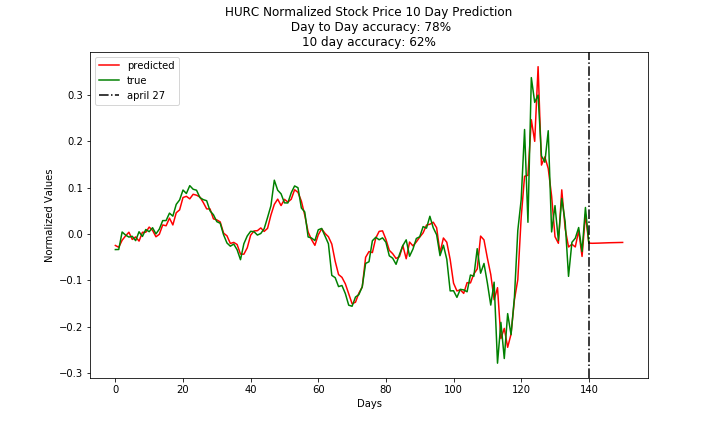 HURC Normalized Stock Price 10 Day Prediction
Day to Day accuracy: 78%
10 day accuracy: 62%
predicted
true
april 27
Normalized Values
0.3
0.2
0.1
0.0
−0.1
−0.2
−0.3
0 20 40 60 80 100 120 140
Days